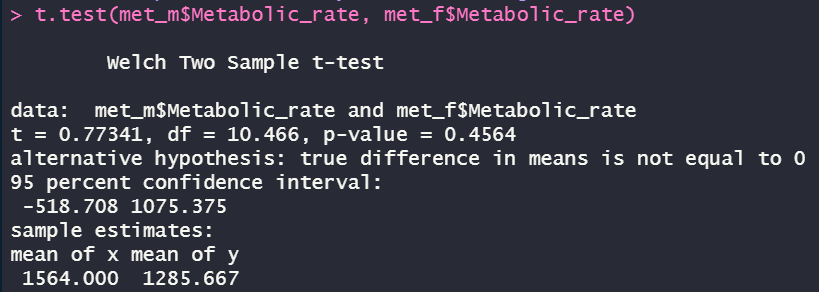 > t.test(met_m$Metabolic_rate, met_f$Metabolic_rate)
Welch Two Sample t-test
data:  met_m$Metabolic_rate and met_f$Metabolic_rate
t = 0.77341, df = 10.466, p-value = 0.4564
alternative hypothesis: true difference in means is not equal to 0
95 percent confidence interval:
-518.708 1075.375
sample estimates:
mean of x mean of y
1564.000  1285.667